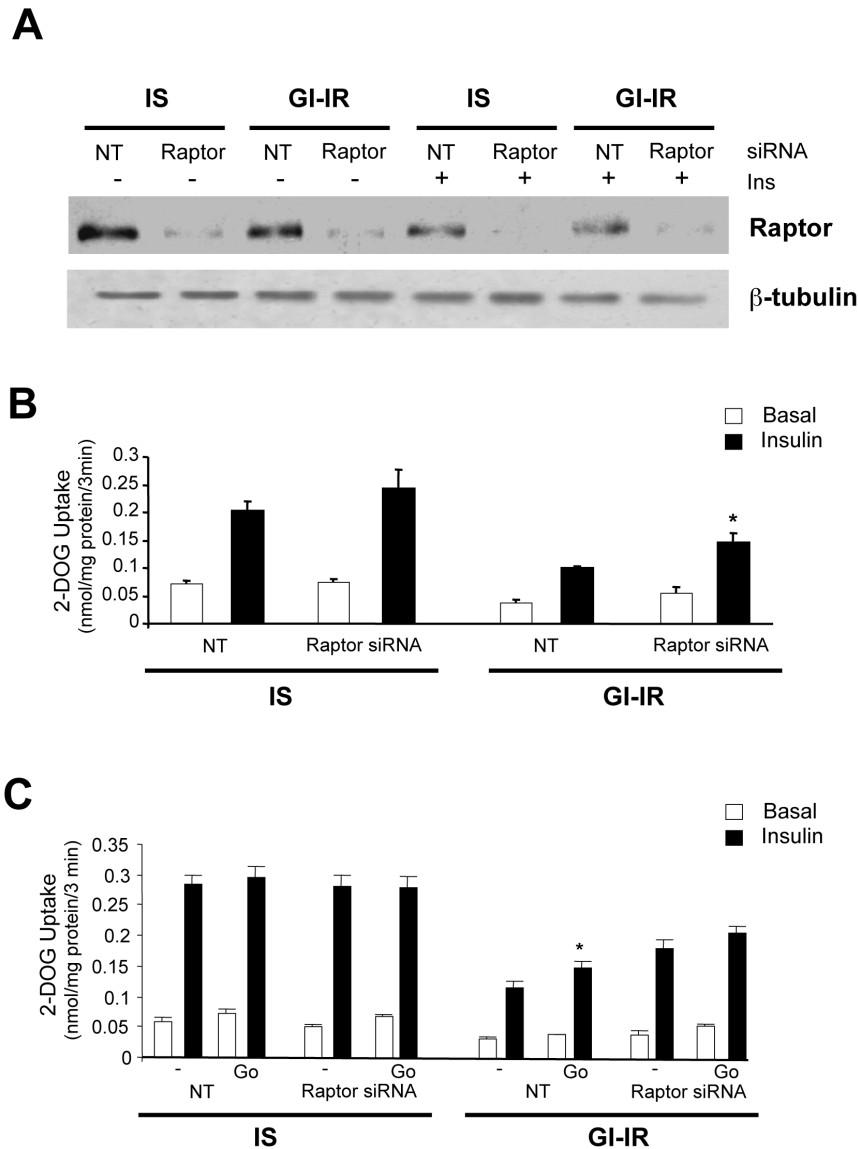 A
IS GI-IR IS GI-IR
NT Raptor NT Raptor NT Raptor NT Raptor siRNA
- - - - + + + + Ins
Raptor
β-tubulin
B
Basal
Insulin
2-DOG Uptake
(nmol/mg protein/3min)
0.3
0.25
0.2
0.15
0.1
0.05
0
*
NT Raptor siRNA NT Raptor siRNA
IS GI-IR
C
Basal
Insulin
2-DOG Uptake
(nmol/mg protein/3 min)
0.35
0.3
0.25
0.2
0.15
0.1
0.05
0
*
- Go - Go - Go - Go
NT Raptor siRNA NT Raptor siRNA
IS GI-IR